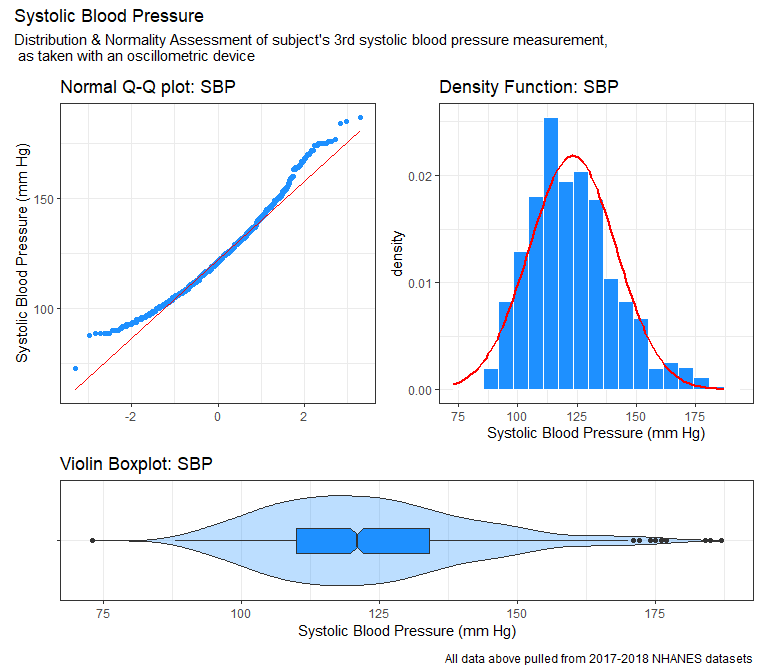 Systolic Blood Pressure
Distribution & Normality Assessment of subject's 3rd systolic blood pressure measurement,
as taken with an oscillometric device
Normal Q-Q plot: SBP
Systolic Blood Pressure (mm Hg)
150
100
-2 0 2
Density Function: SBP
density
0.02
0.01
0.00
75 100 125 150 175
Systolic Blood Pressure (mm Hg)
Violin Boxplot: SBP
75 100 125 150 175
Systolic Blood Pressure (mm Hg)
All data above pulled from 2017-2018 NHANES datasets